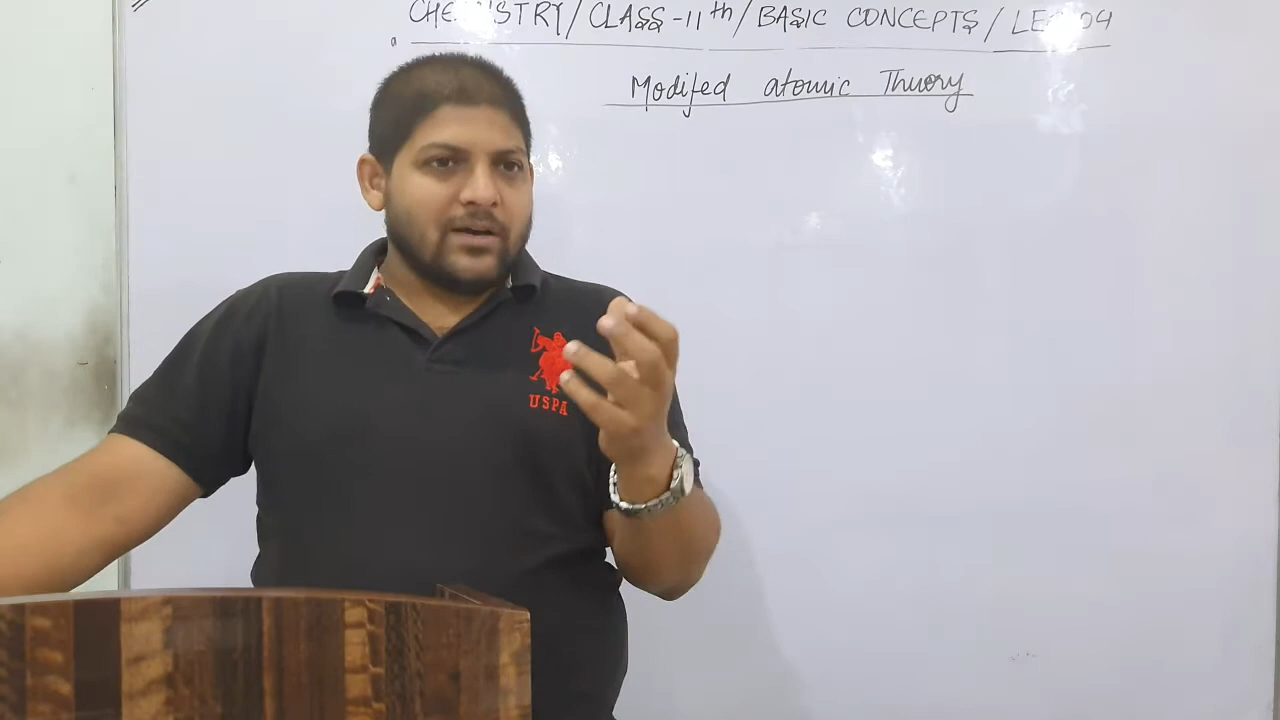 CHEMISTRY/CLASS-11th/BASIC CONCEPTS/LEC-04
Modifed atomic Theory
USPA